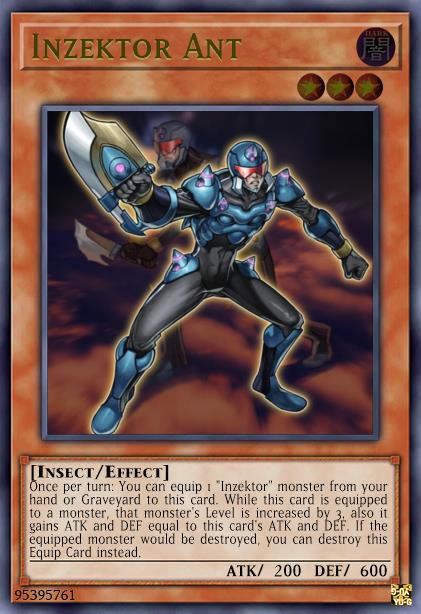 Inzektor Ant
DARK
闇
[Insect/Effect]
Once per turn: You can equip 1 "Inzektor" monster from your
hand or Graveyard to this card. While this card is equipped
to a monster, that monster's Level is increased by 3, also it
gains ATK and DEF equal to this card's ATK and DEF. If the
equipped monster would be destroyed, you can destroy this
Equip Card instead.
ATK/ 200 DEF/ 600
95395761